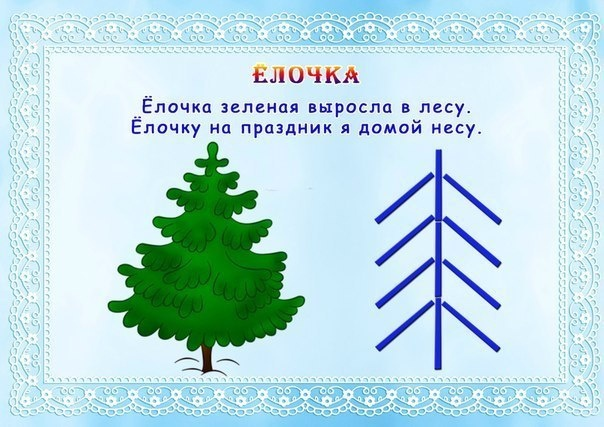 ЁЛОЧКА
Ёлочка зеленая выросла в лесу.
Ёлочку на праздник я домой несу.